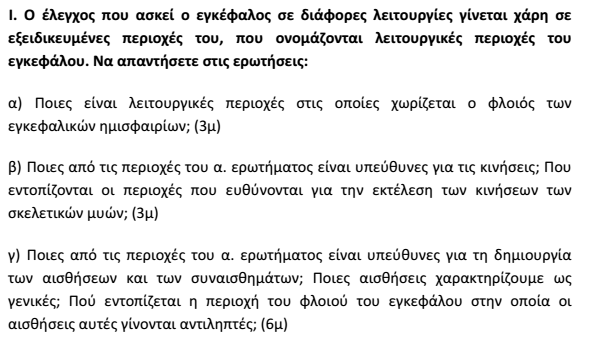 Ι. Ο έλεγχος που ασκεί ο εγκέφαλος σε διάφορες λειτουργίες γίνεται χάρη σε
εξειδικευμένες περιοχές του, που ονομάζονται λειτουργικές περιοχές του
εγκεφάλου. Να απαντήσετε στις ερωτήσεις:
α) Ποιες είναι λειτουργικές περιοχές στις οποίες χωρίζεται ο φλοιός των
εγκεφαλικών ημισφαιρίων; (3μ)
β) Ποιες από τις περιοχές του α. ερωτήματος είναι υπεύθυνες για τις κινήσεις; Που
εντοπίζονται οι περιοχές που ευθύνονται για την εκτέλεση των κινήσεων των
σκελετικών μυών; (3μ)
γ) Ποιες από τις περιοχές του α. ερωτήματος είναι υπεύθυνες για τη δημιουργία
των αισθήσεων και των συναισθημάτων; Ποιες αισθήσεις χαρακτηρίζουμε ως
γενικές; Πού εντοπίζεται η περιοχή του φλοιού του εγκεφάλου στην οποία οι
αισθήσεις αυτές γίνονται αντιληπτές; (6μ)